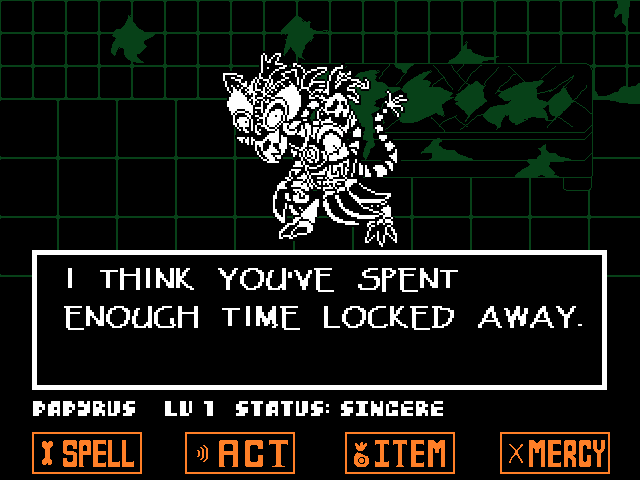 I THINK YOU'VE SPENT
ENOUGH TIME LOCKED AWAY.
PAPYRUS LV 1 STATUS: SINCERE
SPELL ACT ITEM MERCY